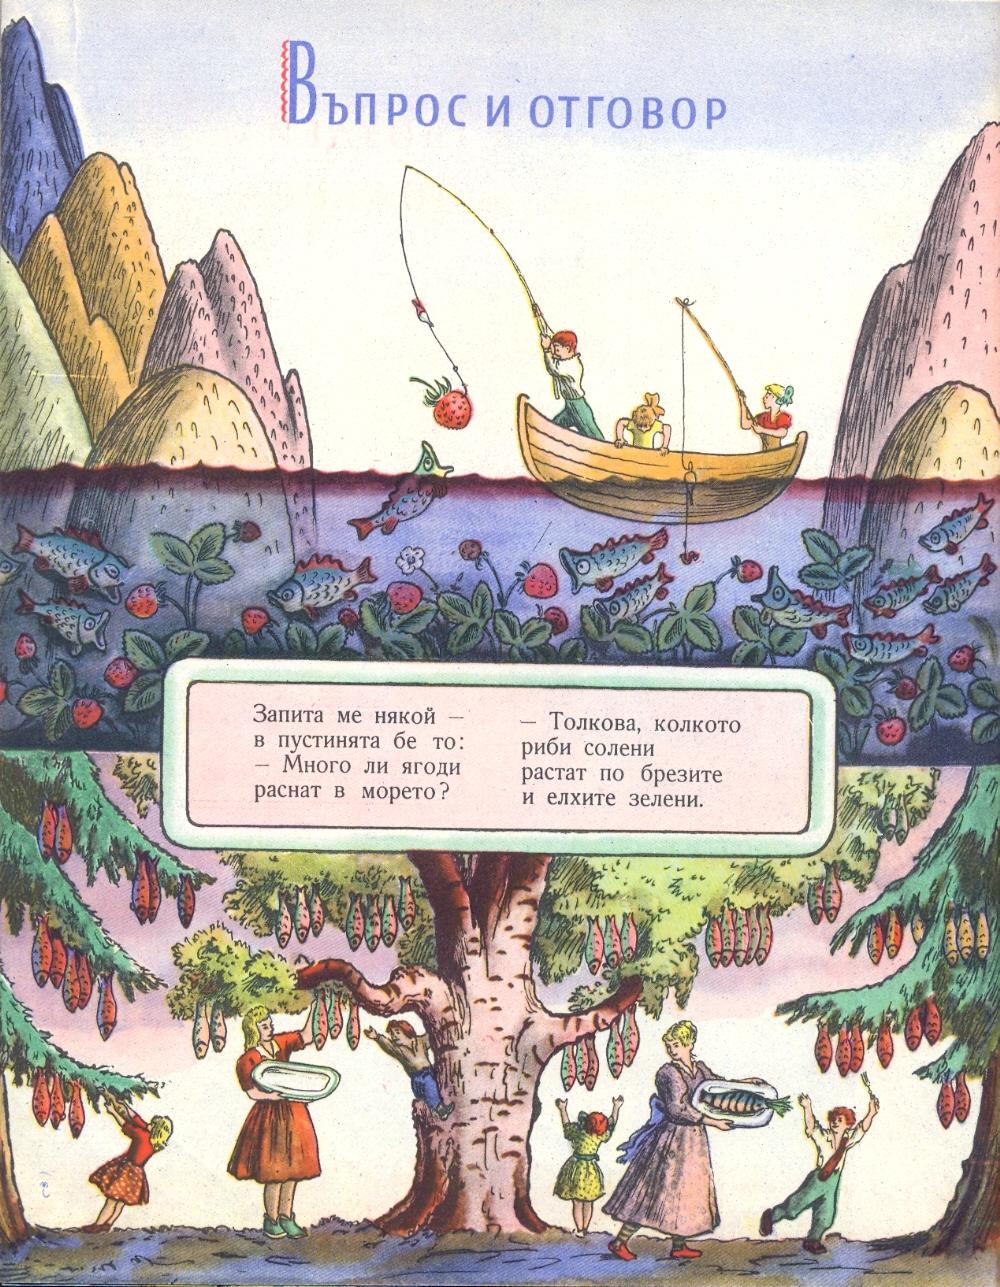 Въпрос и отговор
Запита ме някой —
в пустинята бе то:
— Много ли ягоди
раснат в морето?
— Толкова, колкото
риби солени
растат по брезите
и елхите зелени.